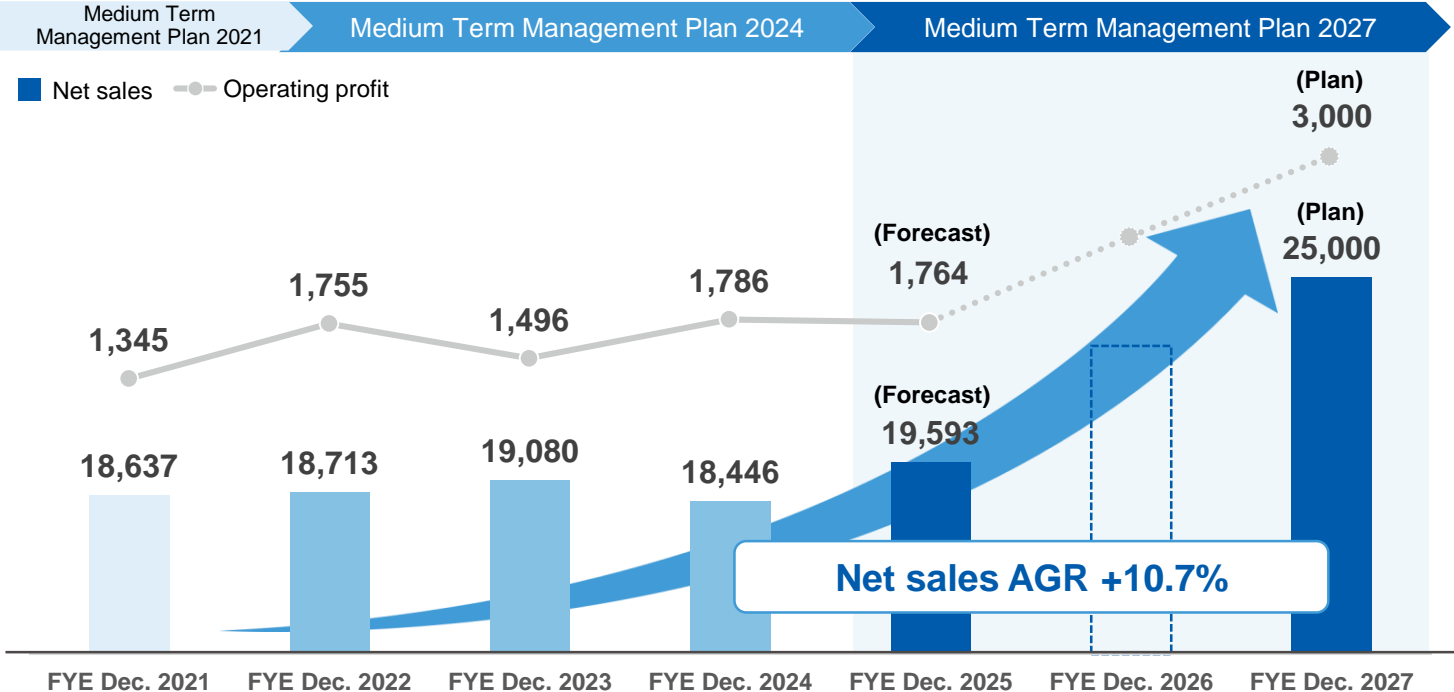 Medium Term
Management Plan 2021
Medium Term Management Plan 2024
Medium Term Management Plan 2027
Net sales
Operating profit
(Plan)
3,000
(Plan)
25,000
(Forecast)
1,764
1,786
1,755
1,496
1,345
(Forecast)
19,593
19,080
18,713
18,637
18,446
Net sales AGR +10.7%
FYE Dec. 2021
FYE Dec. 2022
FYE Dec. 2023
FYE Dec. 2024
FYE Dec. 2025
FYE Dec. 2026
FYE Dec. 2027